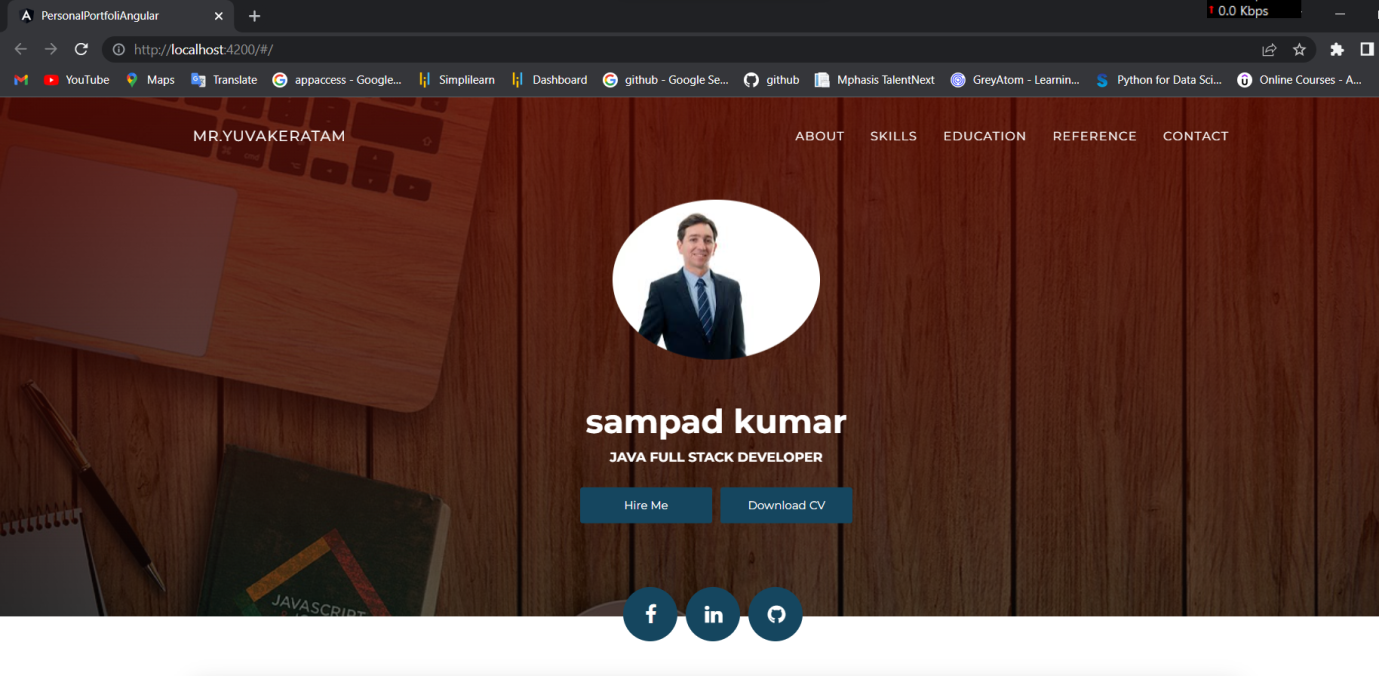 PersonalPortfoliAngular
0.0 Kbps
http://localhost:4200/#/
YouTube Maps Translate appaccess - Google... Simplilearn Dashboard github - Google Se... github Mphasis TalentNext GreyAtom - Learnin... Python for Data Sci... Online Courses - A...
MR.YUVAKERATAM ABOUT SKILLS EDUCATION REFERENCE CONTACT
sampad kumar
JAVA FULL STACK DEVELOPER
Hire Me Download CV
JAVASCRIPT